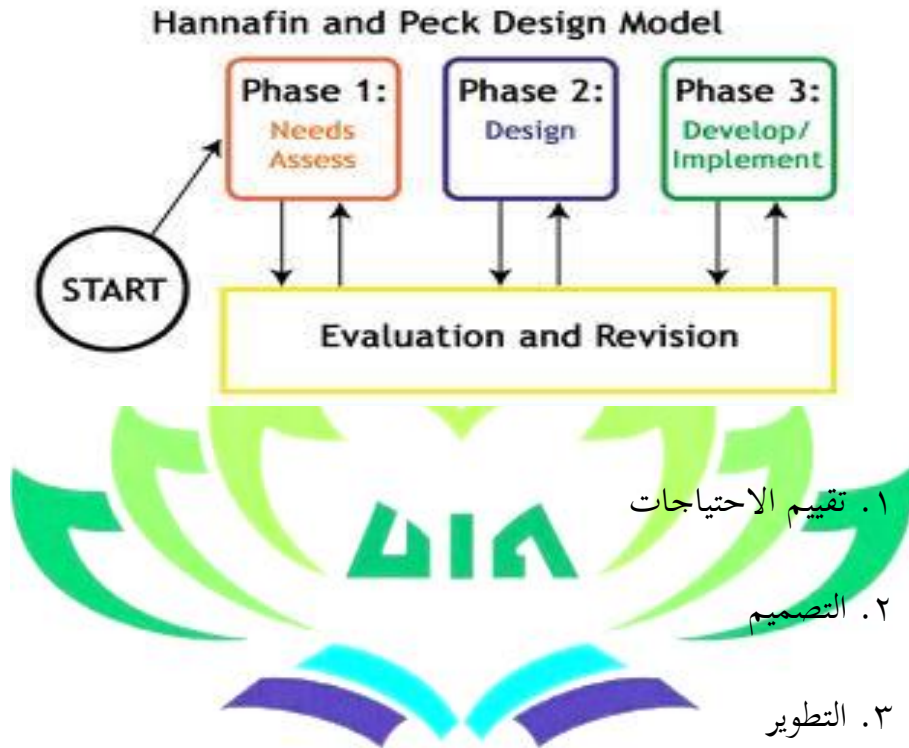 Hannafin and Peck Design Model
Phase 1:
Needs
Assess
Phase 2:
Design
Phase 3:
Develop/
Implement
START
Evaluation and Revision
١. تقييم الاحتياجات
٢. التصميم
٣. التطوير